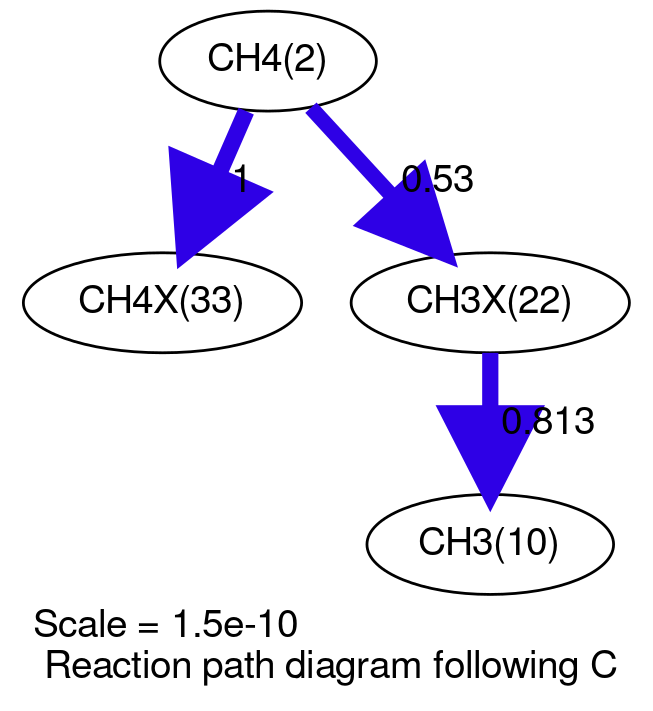 CH4(2)
1
0.53
CH4X(33)
CH3X(22)
0.813
CH3(10)
Scale = 1.5e-10
Reaction path diagram following C